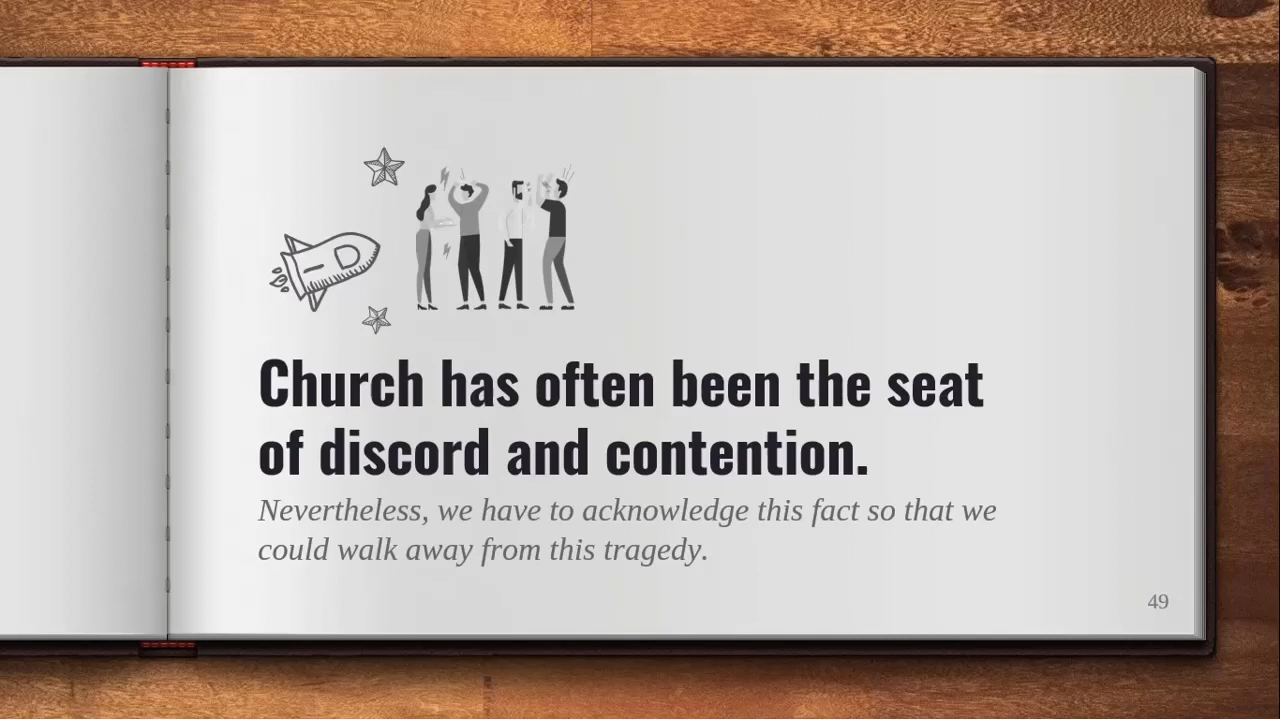 Church has often been the seat
of discord and contention.
Nevertheless, we have to acknowledge this fact so that we
could walk away from this tragedy.
49